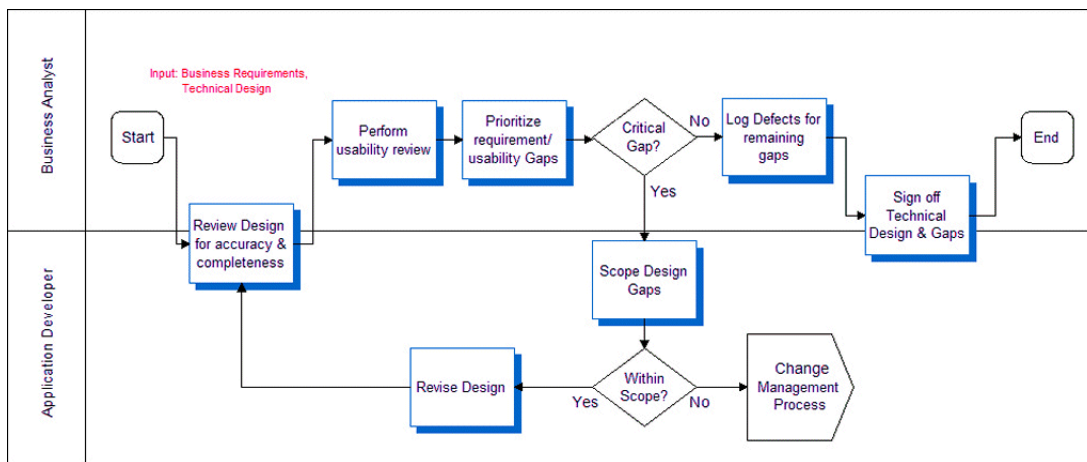 Business Analyst
Input: Business Requirements,
Technical Design
Start
Perform
usability review
Prioritize
requirement/
usability Gaps
Critical
Gap?
No
Yes
Log Defects for
remaining
gaps
End
Review Design
for accuracy &
completeness
Sign off
Technical
Design & Gaps
Application Developer
Scope Design
Gaps
Revise Design
Yes
Within
Scope?
No
Change
Management
Process